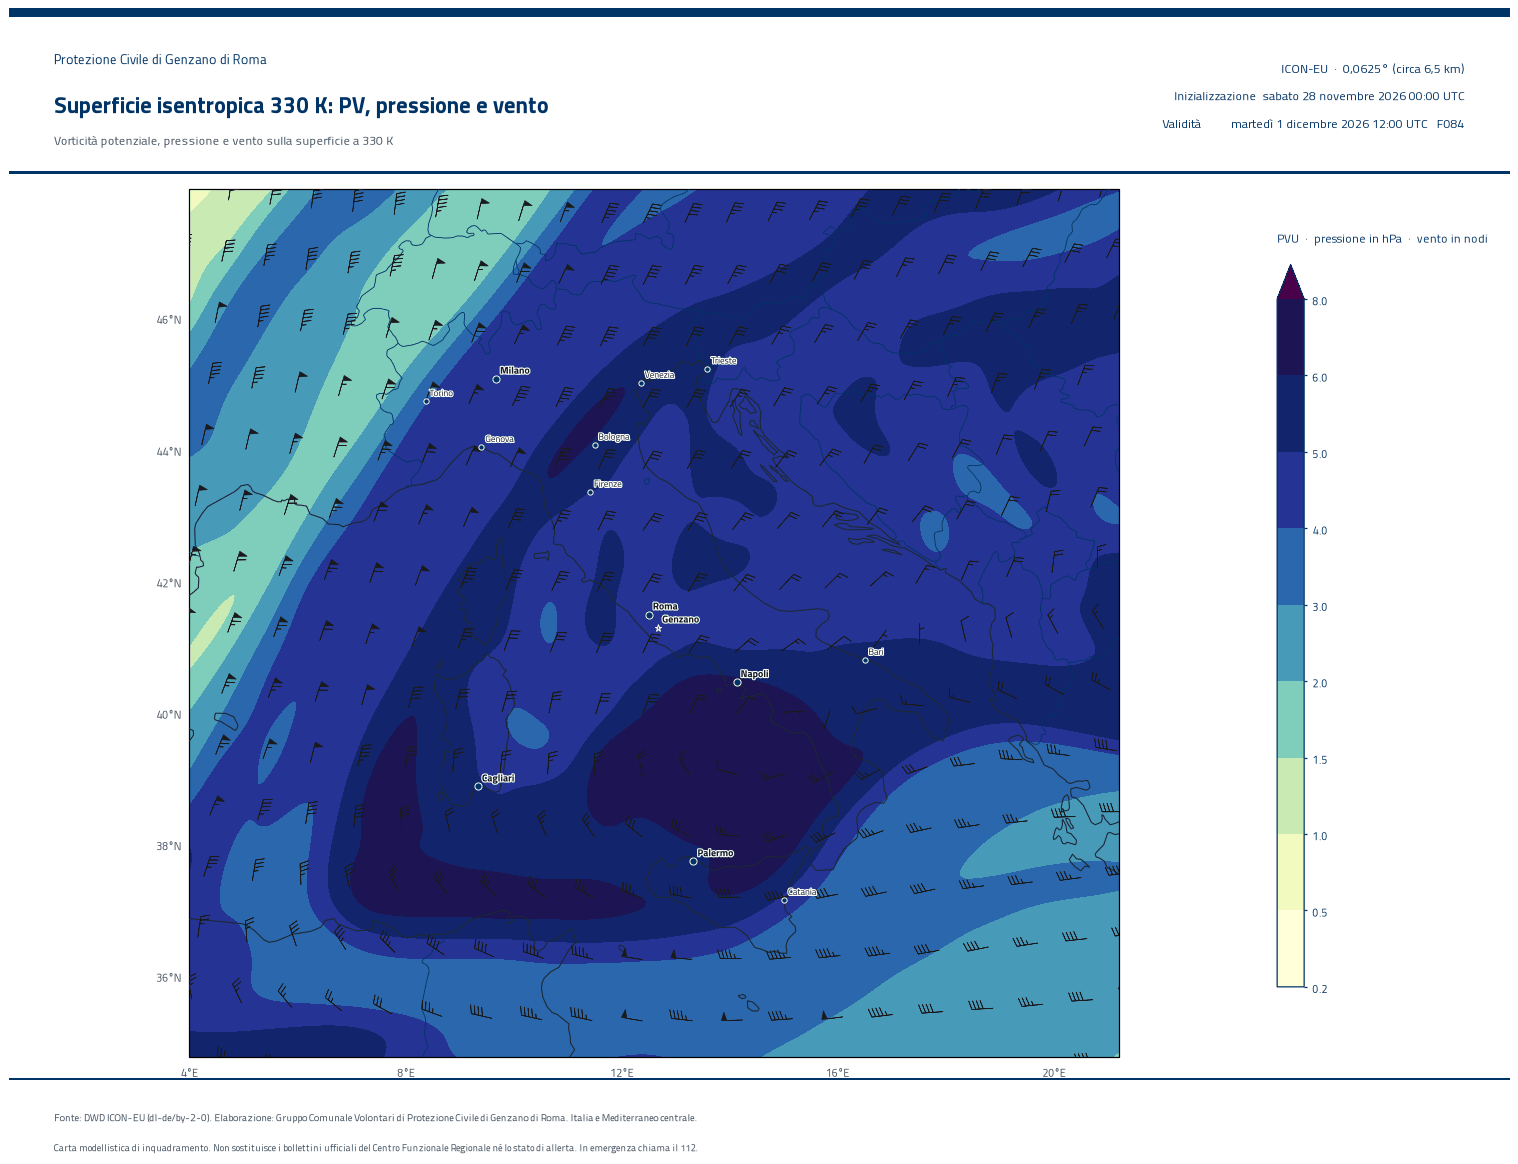 Protezione Civile di Genzano di Roma
Superficie isentropica 330 K: PV, pressione e vento
Vorticità potenziale, pressione e vento sulla superficie a 330 K
ICON-EU · 0,0625° (circa 6,5 km)
Inizializzazione sabato 28 novembre 2026 00:00 UTC
Validità martedì 1 dicembre 2026 12:00 UTC F084
PVU · pressione in hPa · vento in nodi
8.0
6.0
5.0
4.0
3.0
2.0
1.5
1.0
0.5
0.2
46°N
44°N
42°N
40°N
38°N
36°N
Trieste
Milano
Venezia
Torino
Bologna
Genova
Firenze
Roma
Genzano
Bari
Napoli
Cagliari
Palermo
Catania
4°E
8°E
12°E
16°E
20°E
Fonte: DWD ICON-EU (dl-de/by-2-0). Elaborazione: Gruppo Comunale Volontari di Protezione Civile di Genzano di Roma. Italia e Mediterraneo centrale.
Carta modellistica di inquadramento. Non sostituisce i bollettini ufficiali del Centro Funzionale Regionale né lo stato di allerta. In emergenza chiama il 112.